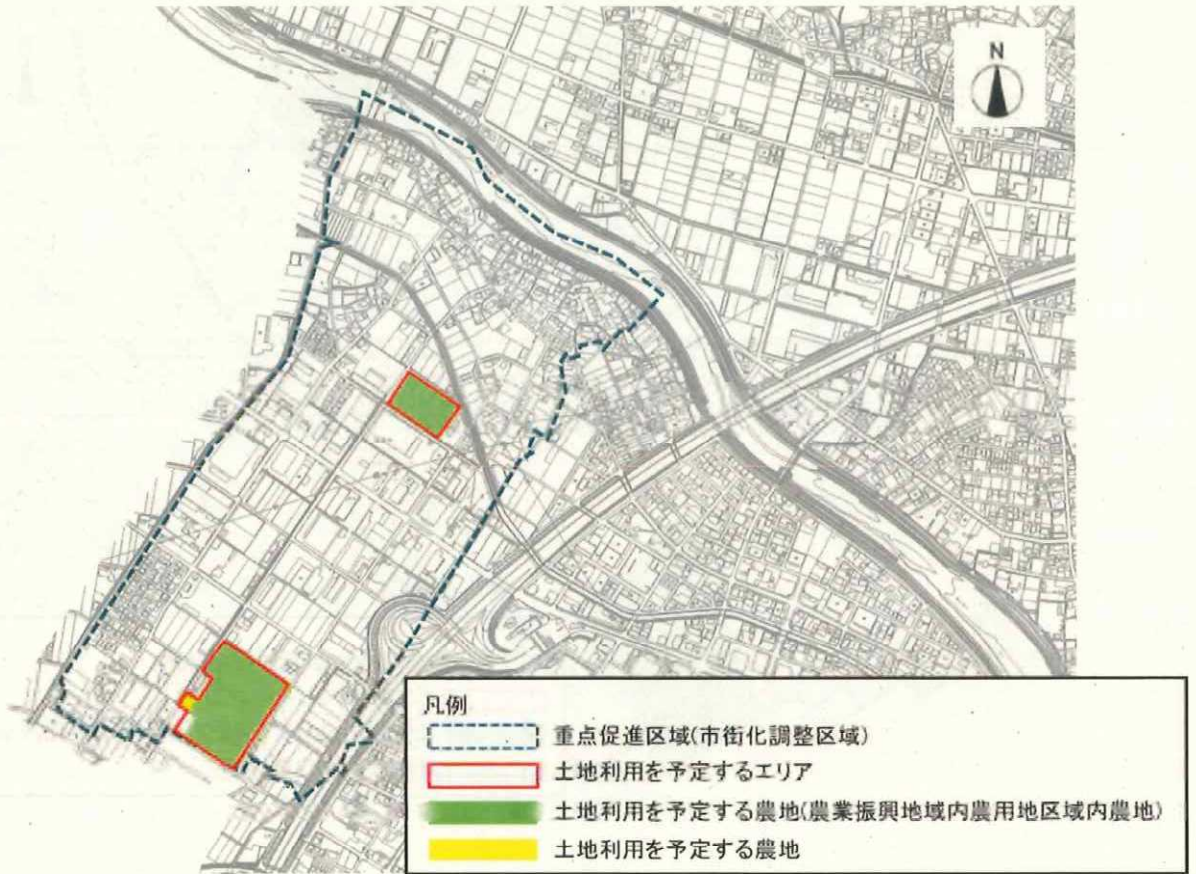 N
凡例
重点促進区域(市街化調整区域)
土地利用を予定するエリア
土地利用を予定する農地(農業振興地域内農用地区域内農地)
土地利用を予定する農地